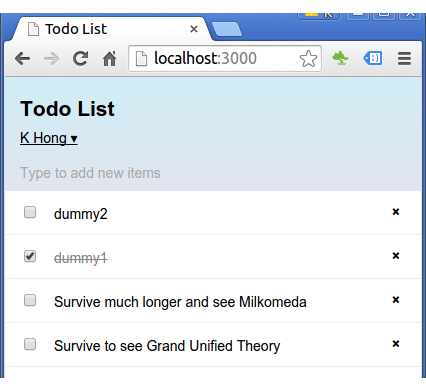 Todo List
localhost:3000
Todo List
K Hong ▾
Type to add new items
dummy2
dummy1
Survive much longer and see Milkomeda
Survive to see Grand Unified Theory